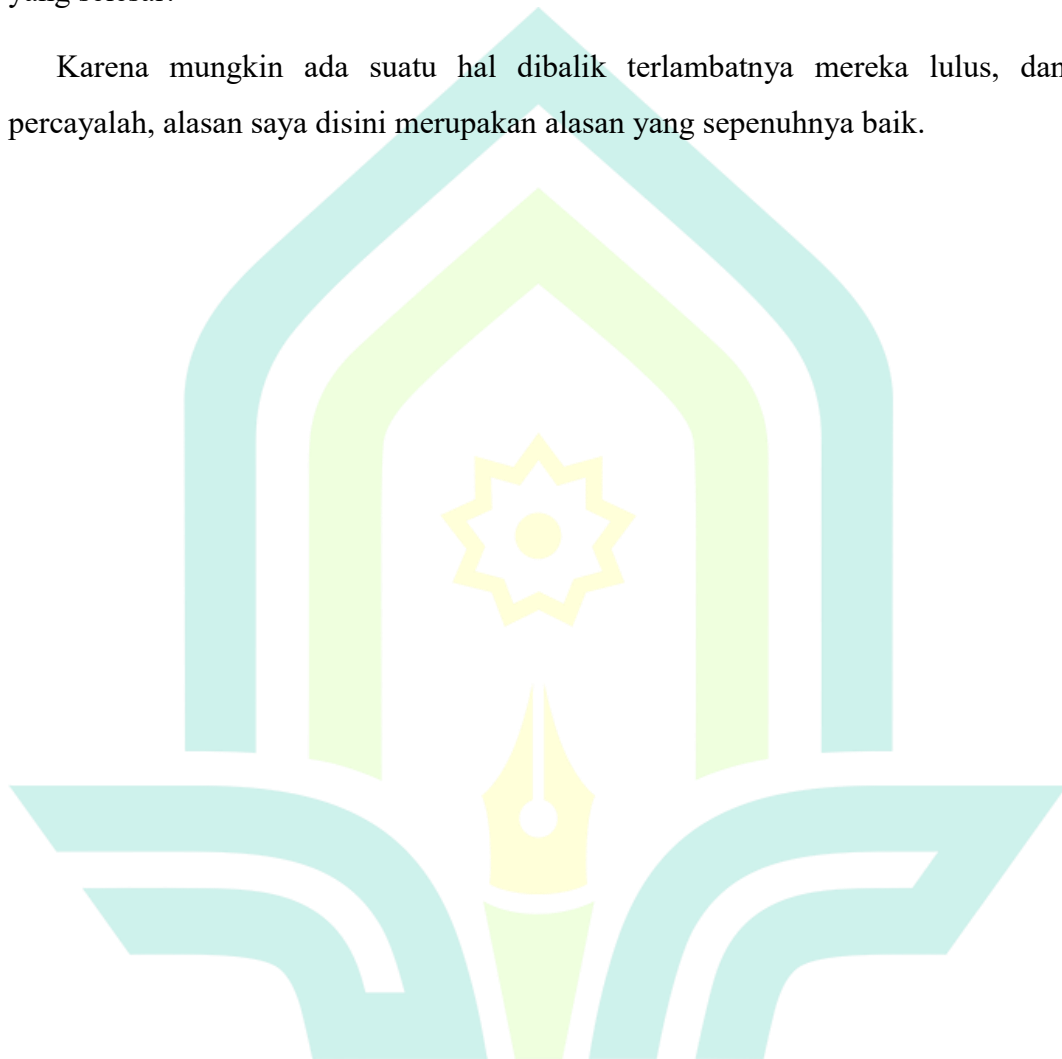 Karena mungkin ada suatu hal dibalik terlambatnya mereka lulus, dan
percayalah, alasan saya disini merupakan alasan yang sepenuhnya baik.